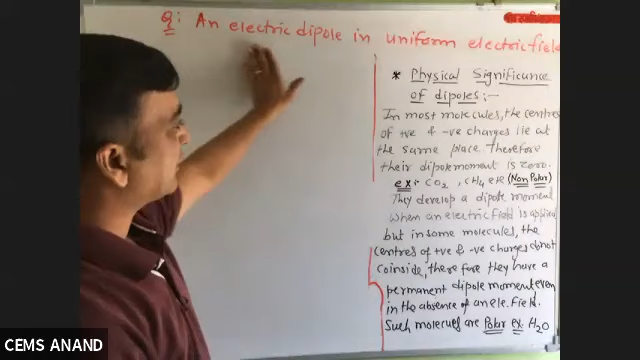 Q: An electric dipole in uniform electric field
* Physical Significance
of dipoles:-
In most molecules, the centres
of +ve & -ve charges lie at
the same place. Therefore
their dipole moment is zero.
ex:- CO2, CH4 etc (Non Polar)
They develop a dipole moment
when an electric field is applied
but in some molecules, the
centres of +ve & -ve charges do not
coinside, there fore they have a
permanent dipole moment even
in the absence of an ele. field.
Such molecules are Polar ex. H2O
CEMS ANAND